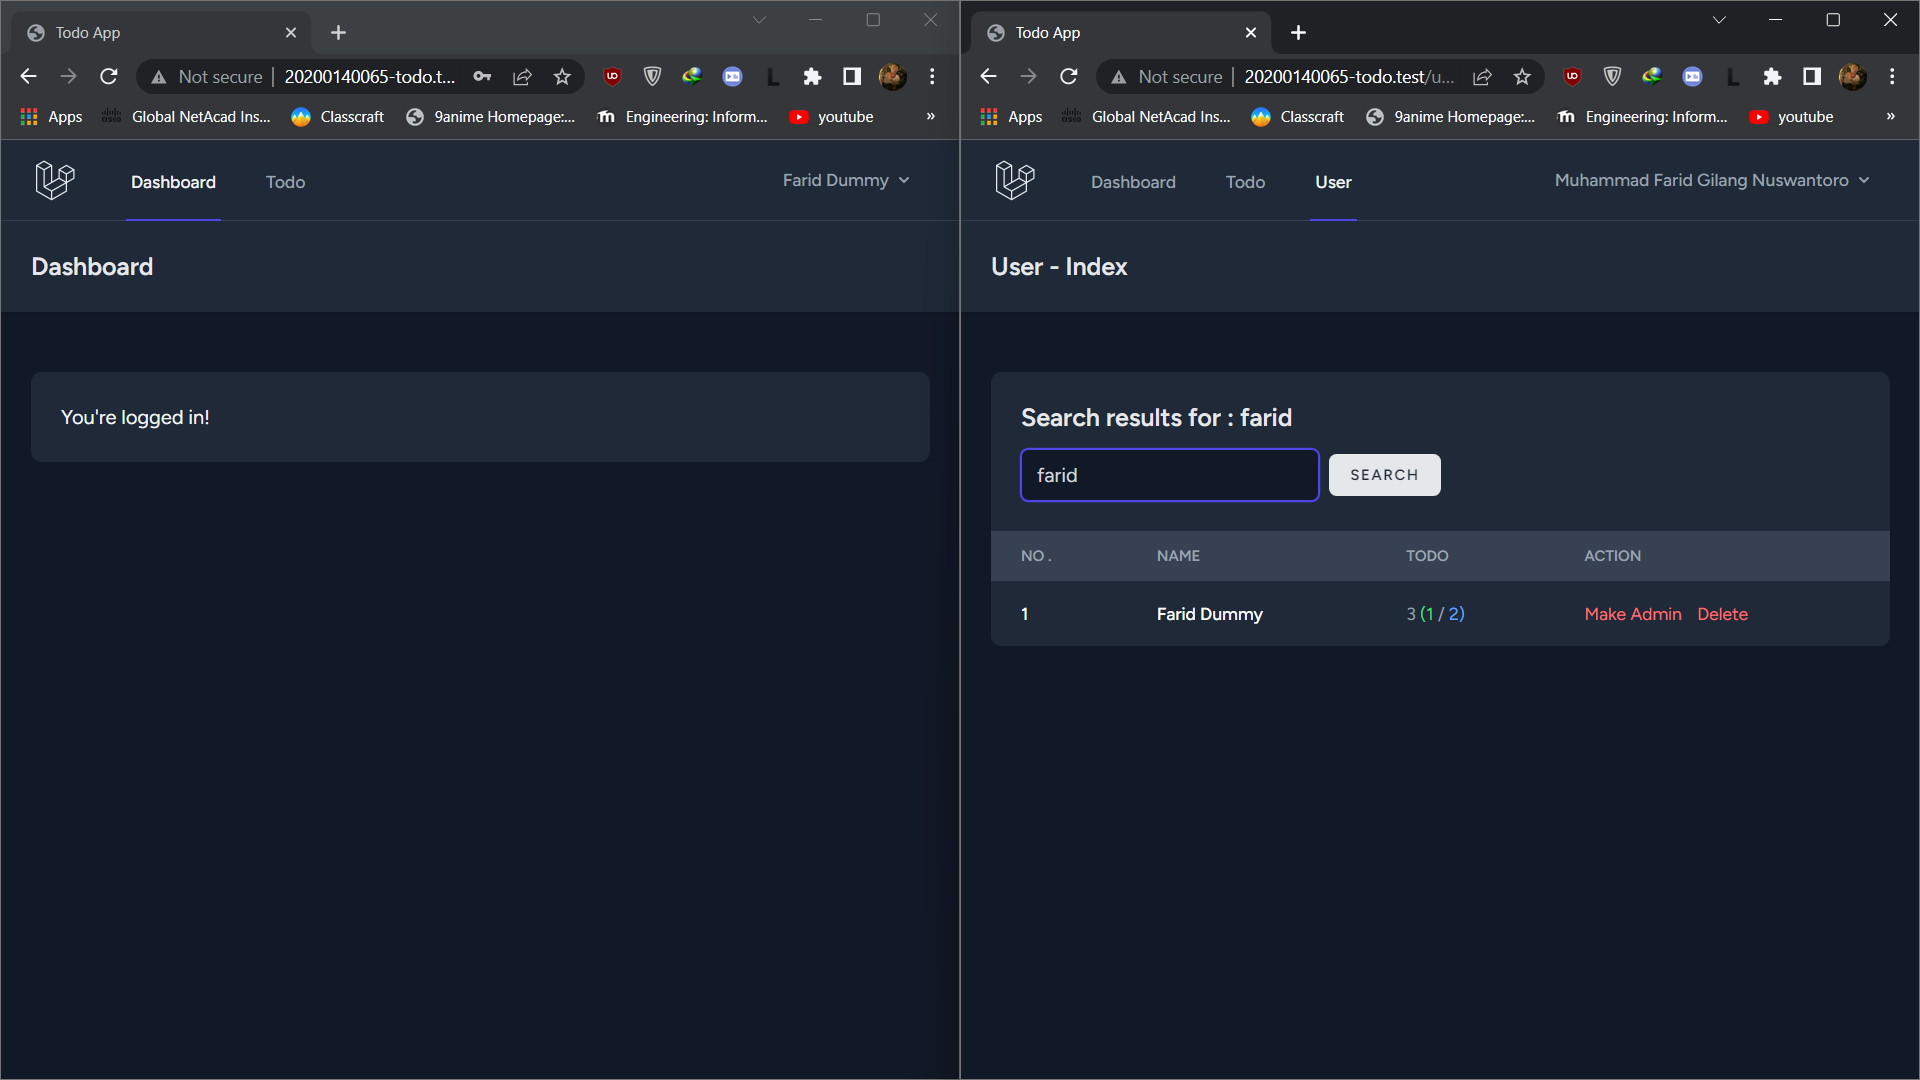 Todo App
Not secure
20200140065-todo.t...
Apps
Global NetAcad Ins...
Classcraft
9anime Homepage:...
Engineering: Inform...
youtube
»
Dashboard
Todo
Farid Dummy
Dashboard
You're logged in!
Todo App
Not secure
20200140065-todo.test/u...
Apps
Global NetAcad Ins...
Classcraft
9anime Homepage:...
Engineering: Inform...
youtube
»
Dashboard
Todo
User
Muhammad Farid Gilang Nuswantoro
User - Index
Search results for : farid
farid
SEARCH
NO . NAME TODO ACTION
1 Farid Dummy 3 (1 / 2) Make Admin Delete